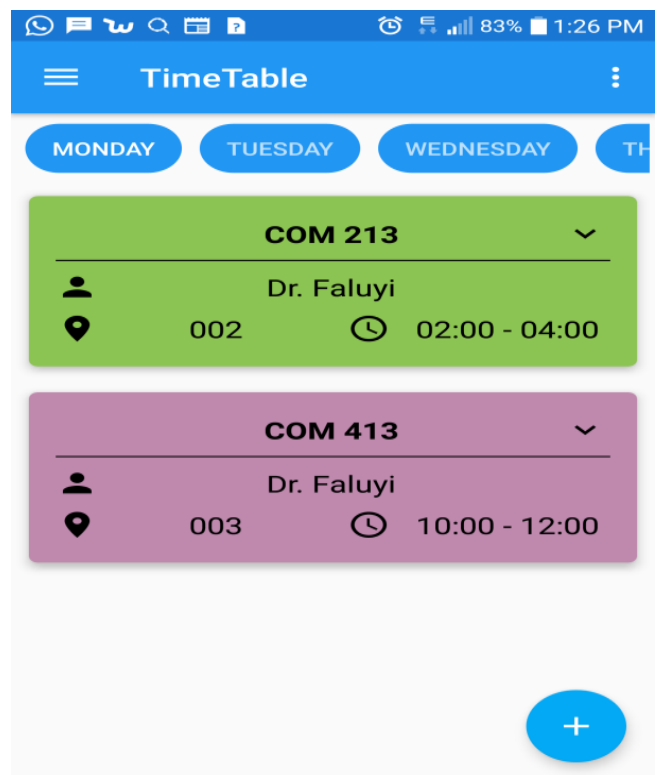 83% 1:26 PM
TimeTable
MONDAY TUESDAY WEDNESDAY TH
COM 213
Dr. Faluyi
002 02:00 - 04:00
COM 413
Dr. Faluyi
003 10:00 - 12:00